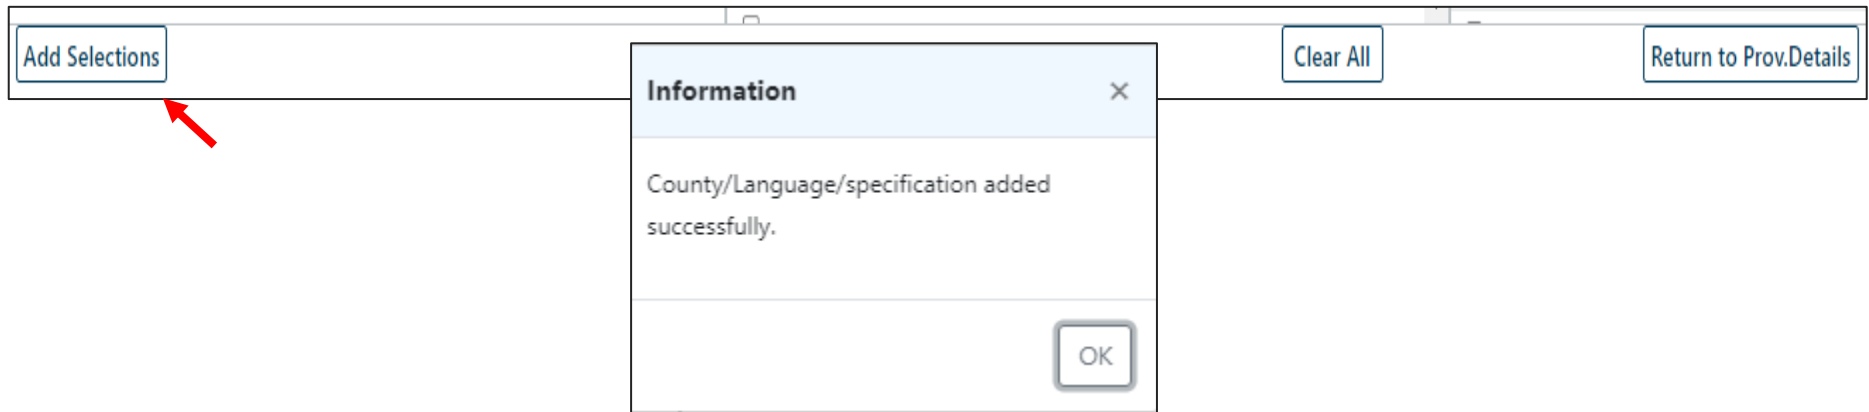 Add Selections
Clear All
Return to Prov.Details
Information
×
County/Language/specification added
successfully.
OK